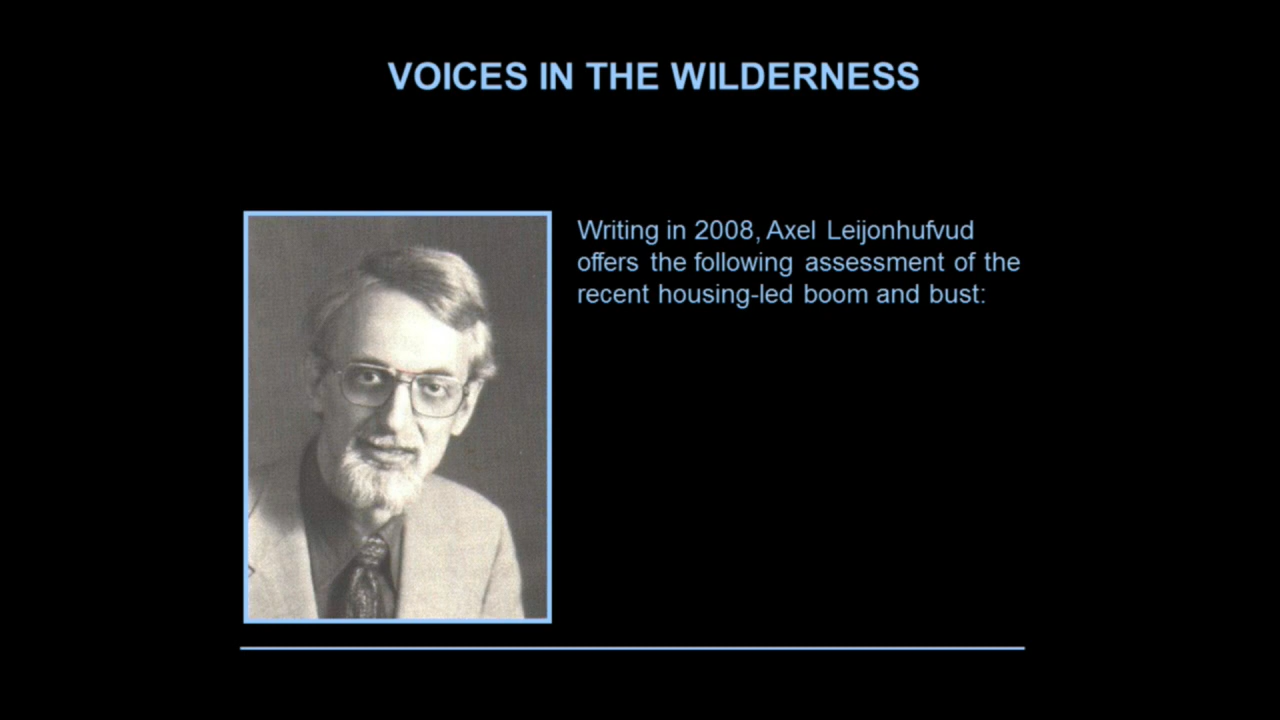 VOICES IN THE WILDERNESS
Writing in 2008, Axel Leijonhufvud
offers the following assessment of the
recent housing-led boom and bust: